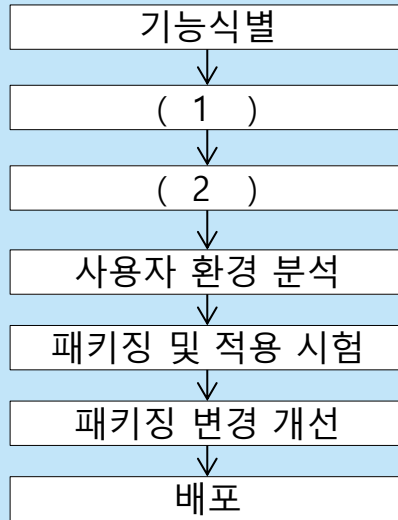 기능식별
( 1 )
( 2 )
사용자 환경 분석
패키징 및 적용 시험
패키징 변경 개선
배포